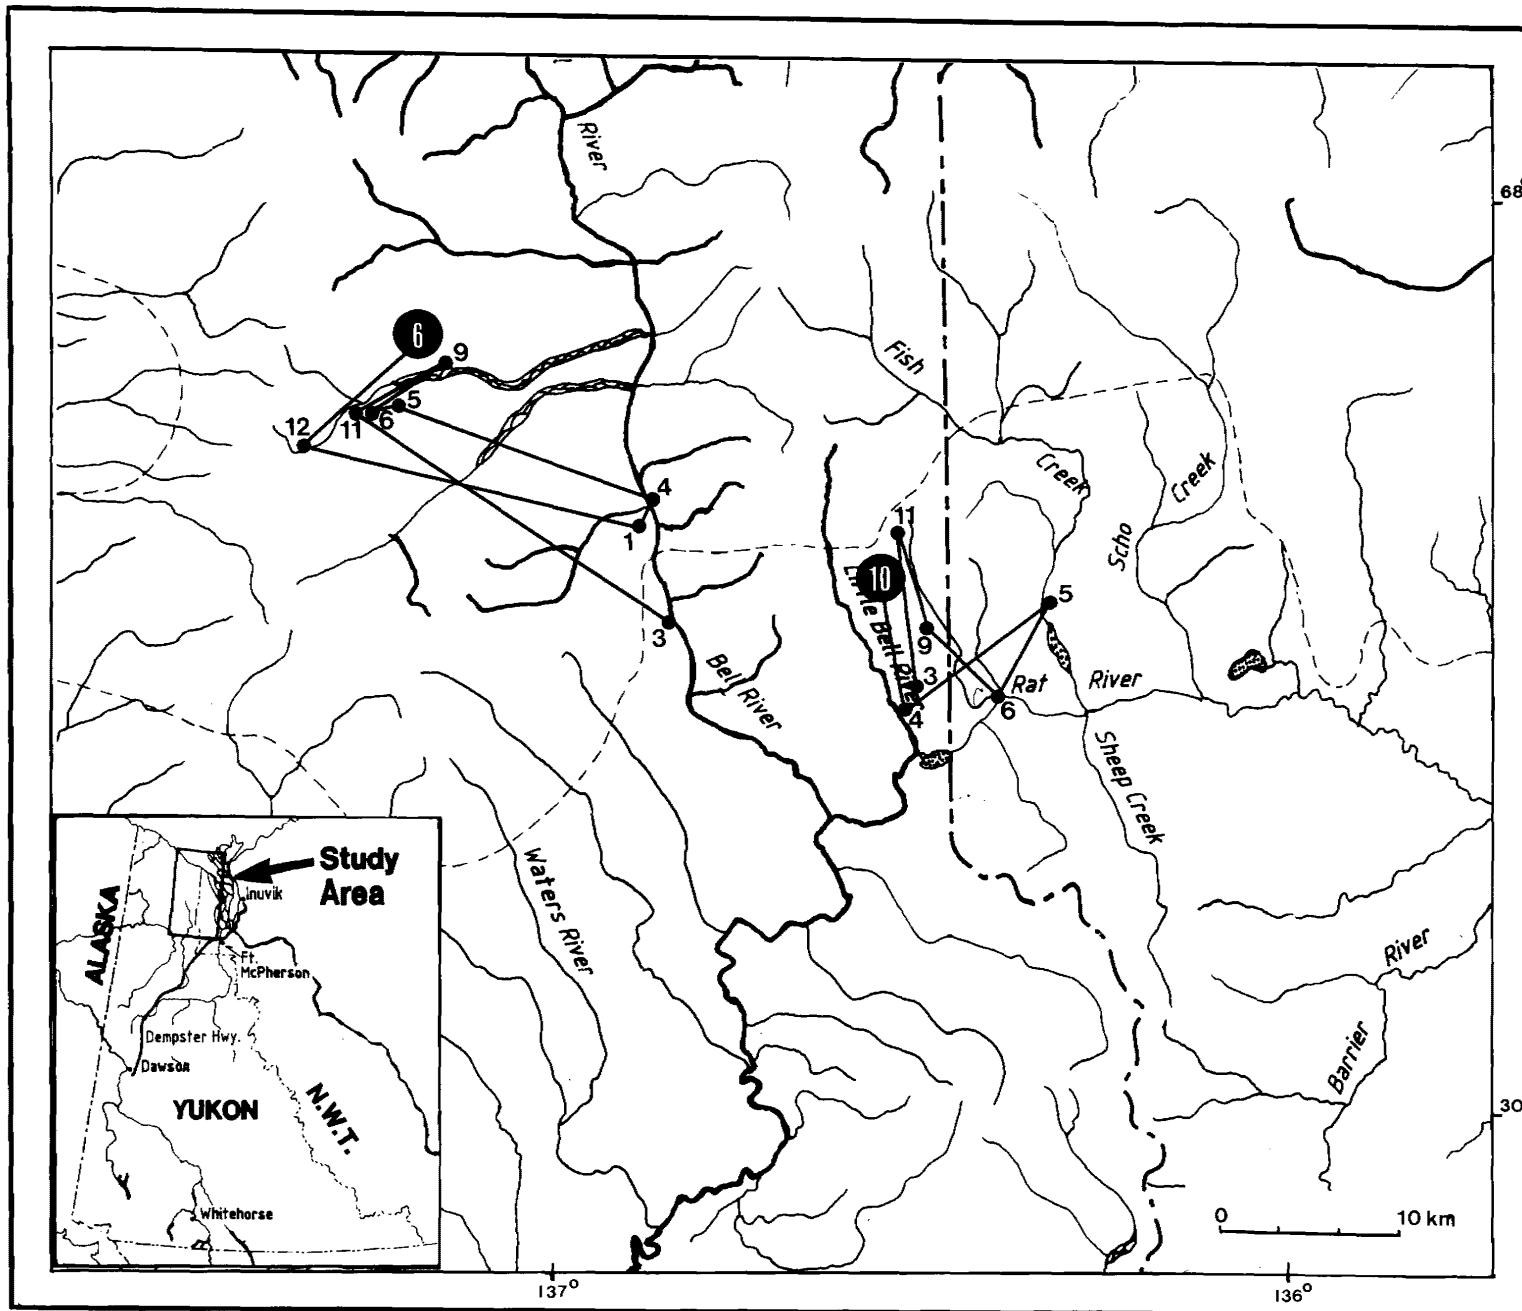 River
68°
6
9
Fish
5
12
11
6
Creek
Creek
4
11
1
Scho
10
5
Little Bell River
9
3
Bell River
3
Rat
River
4
6
Sheep Creek
Study
Area
Inuvik
ALASKA
Waters River
River
Ft.
McPherson
Dempster Hwy.
Dawson
Barrier
YUKON
N.W.T.
30
Whitehorse
0
10 km
137°
136°